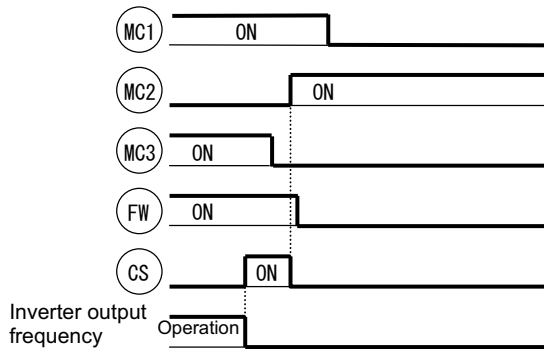 MC1 ON
MC2 ON
MC3 ON
FW ON
CS ON
Inverter output
frequency Operation